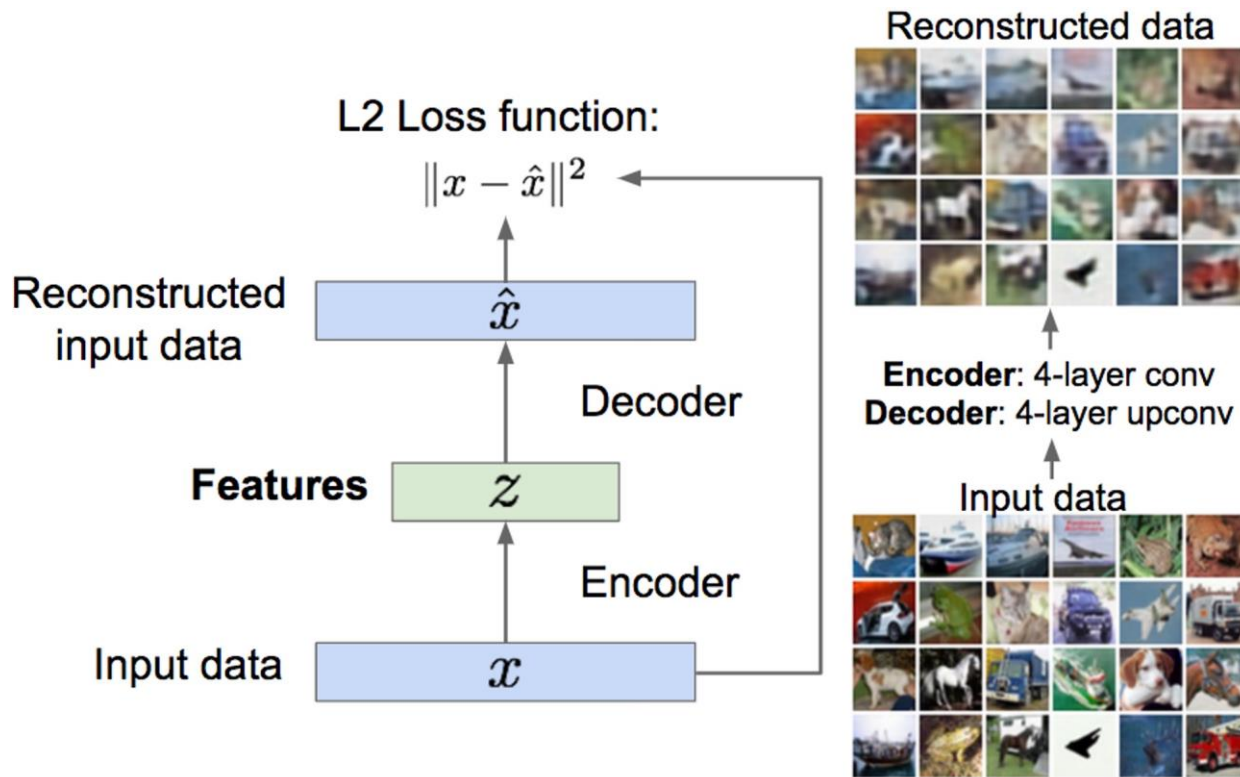 Reconstructed data
L2 Loss function:
‖x − x̂‖²
Reconstructed
input data
x̂
Decoder
Encoder: 4-layer conv
Decoder: 4-layer upconv
Features
z
Input data
Encoder
Input data
x